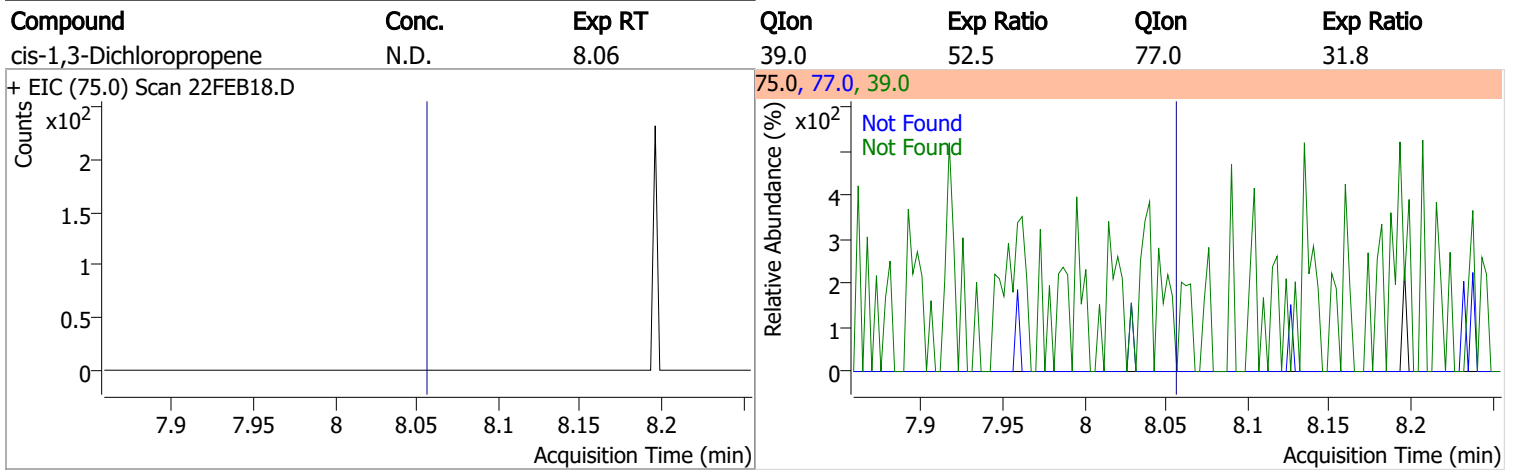 Compound Conc. Exp RT QIon Exp Ratio QIon Exp Ratio
cis-1,3-Dichloropropene N.D. 8.06 39.0 52.5 77.0 31.8
+ EIC (75.0) Scan 22FEB18.D
Counts
x10²
2
1.5
1
0.5
0
7.9 7.95 8 8.05 8.1 8.15 8.2
Acquisition Time (min)
75.0, 77.0, 39.0
Relative Abundance (%)
x10²
Not Found
Not Found
4
3
2
1
0
7.9 7.95 8 8.05 8.1 8.15 8.2
Acquisition Time (min)